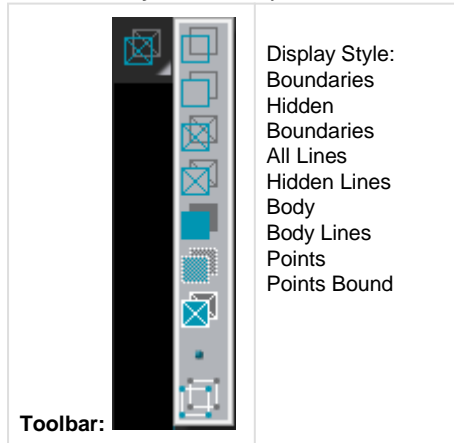 Toolbar:
Display Style:
Boundaries
Hidden
Boundaries
All Lines
Hidden Lines
Body
Body Lines
Points
Points Bound